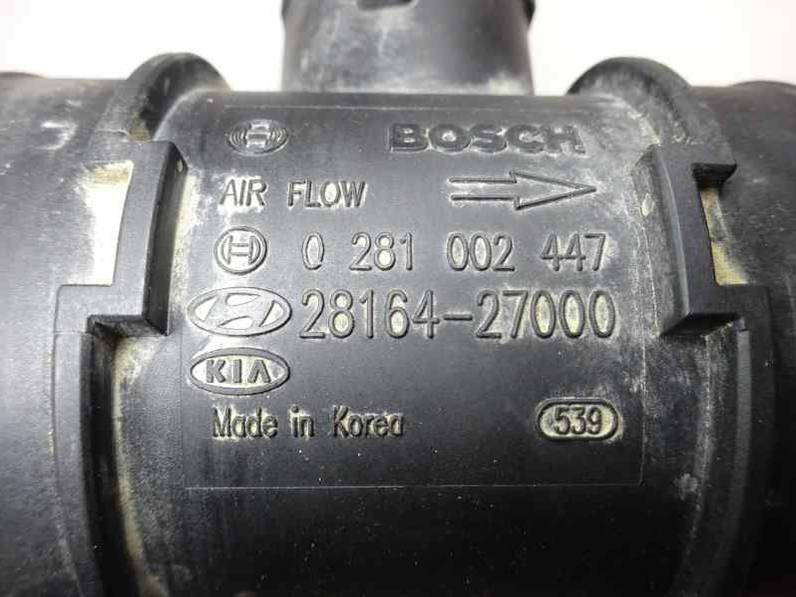 BOSCH
AIR FLOW
0 281 002 447
28164-27000
KIA
Made in Korea 539